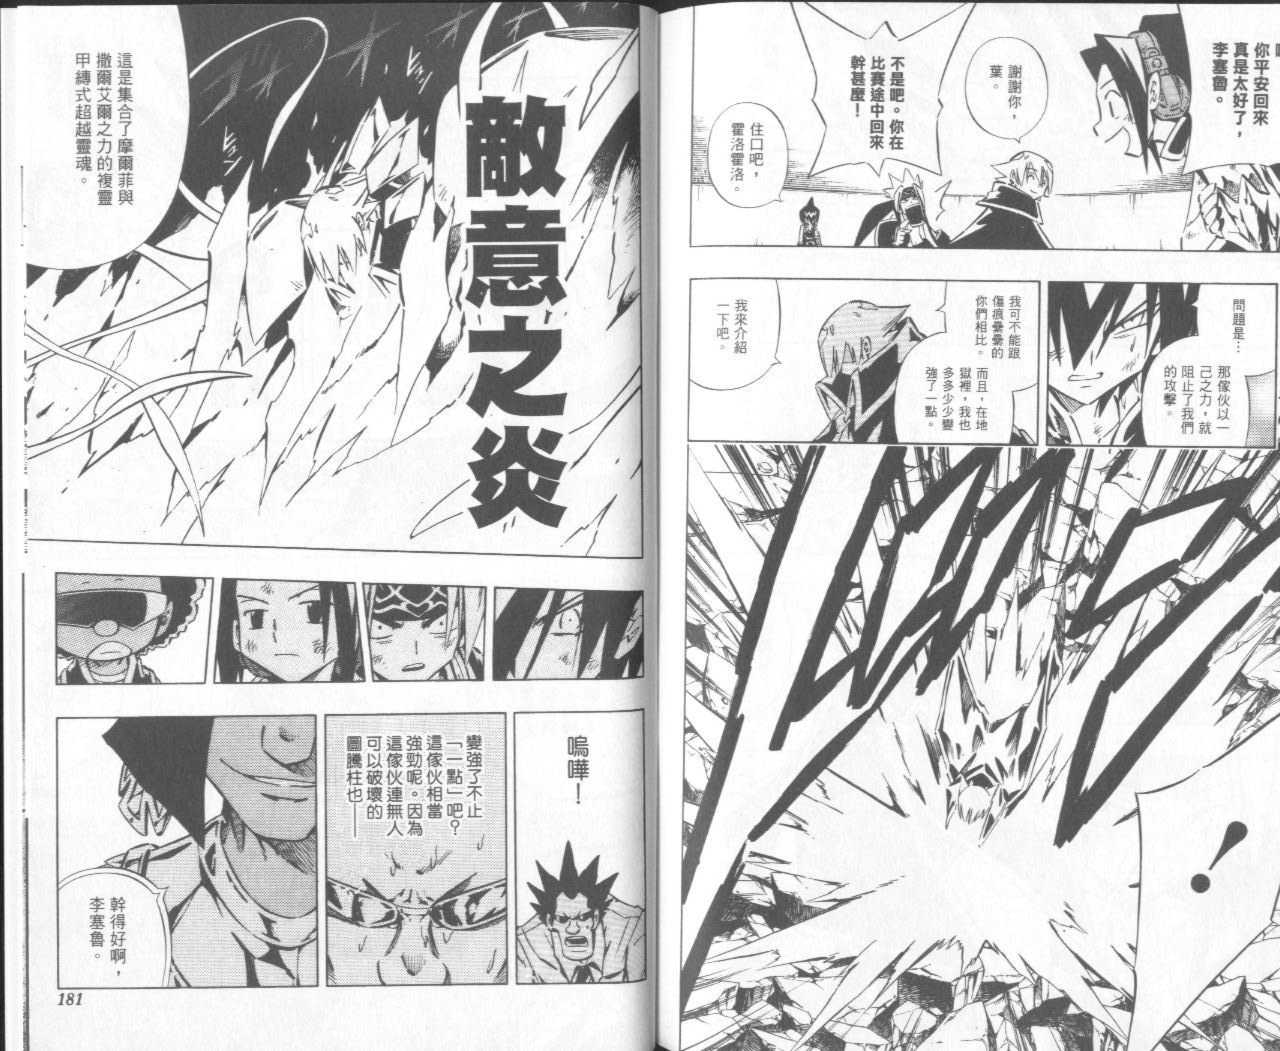 你平安回來
真是太好了，
李塞魯。
謝謝你，
葉。
不是吧。你在
比賽途中回來
幹甚麼！
住口吧，
霍洛霍洛。
問題是…
那傢伙以一
己之力，就
阻止了我們
的攻擊。
我可不能跟
傷痕纍纍的
你們相比。
而且，在地
獄裡，我也
多多少少變
強了一點。
我來介紹
一下吧。
！
敵意之炎
這是集合了摩爾菲與
撒爾艾爾之力的複靈
甲縛式超越靈魂。
嗚嘩！
變強了不止
「一點」吧？
這傢伙相當
強勁呢。因為
這傢伙連無人
可以破壞的
圖騰柱也——
幹得好啊，
李塞魯。
181